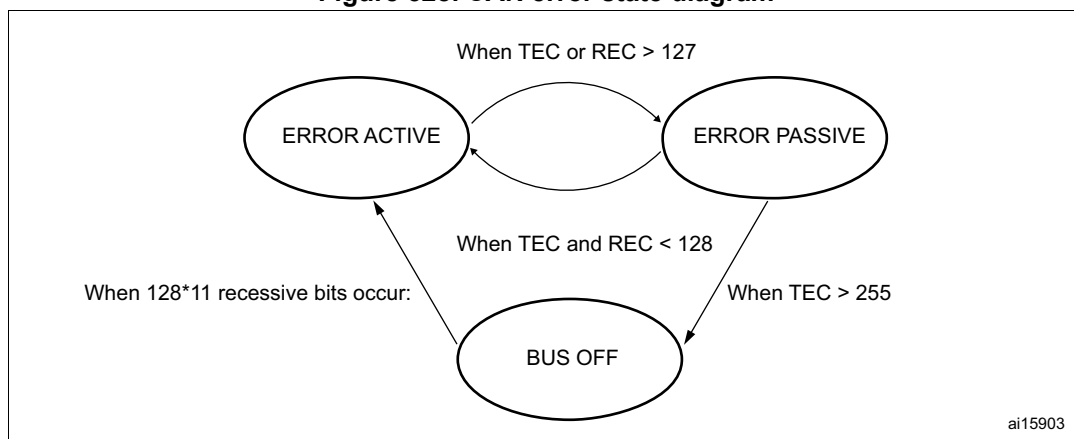 When TEC or REC > 127
ERROR ACTIVE
ERROR PASSIVE
When TEC and REC < 128
When 128*11 recessive bits occur:
When TEC > 255
BUS OFF
ai15903